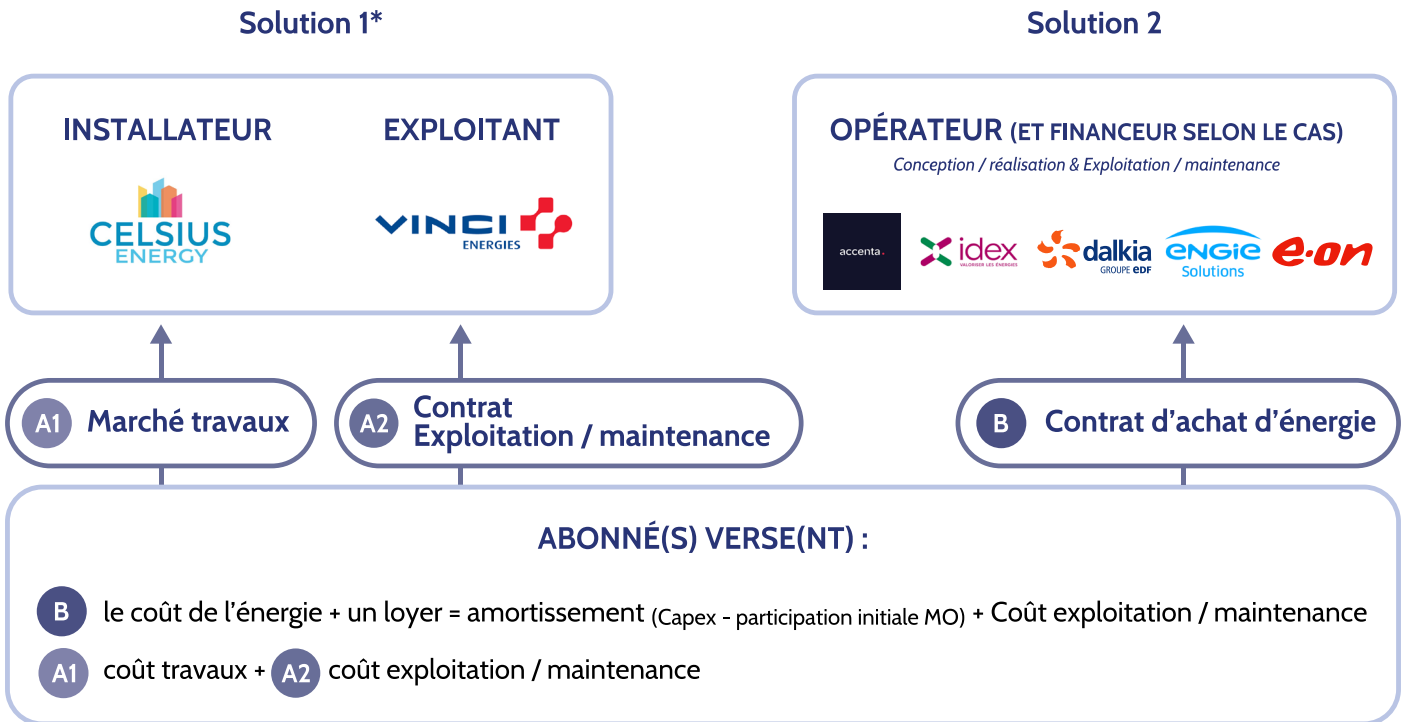 Solution 1*
Solution 2
INSTALLATEUR
EXPLOITANT
CELSIUS
ENERGY
VINCI
ENERGIES
OPÉRATEUR (ET FINANCEUR SELON LE CAS)
Conception / réalisation & Exploitation / maintenance
accenta.
idex
VALORISER LES ÉNERGIES
dalkia
GROUPE EDF
ENGIE
Solutions
e.on
A1 Marché travaux
A2 Contrat
Exploitation / maintenance
B Contrat d'achat d'énergie
ABONNÉ(S) VERSE(NT) :
B le coût de l'énergie + un loyer = amortissement (Capex - participation initiale MO) + Coût exploitation / maintenance
A1 coût travaux + A2 coût exploitation / maintenance